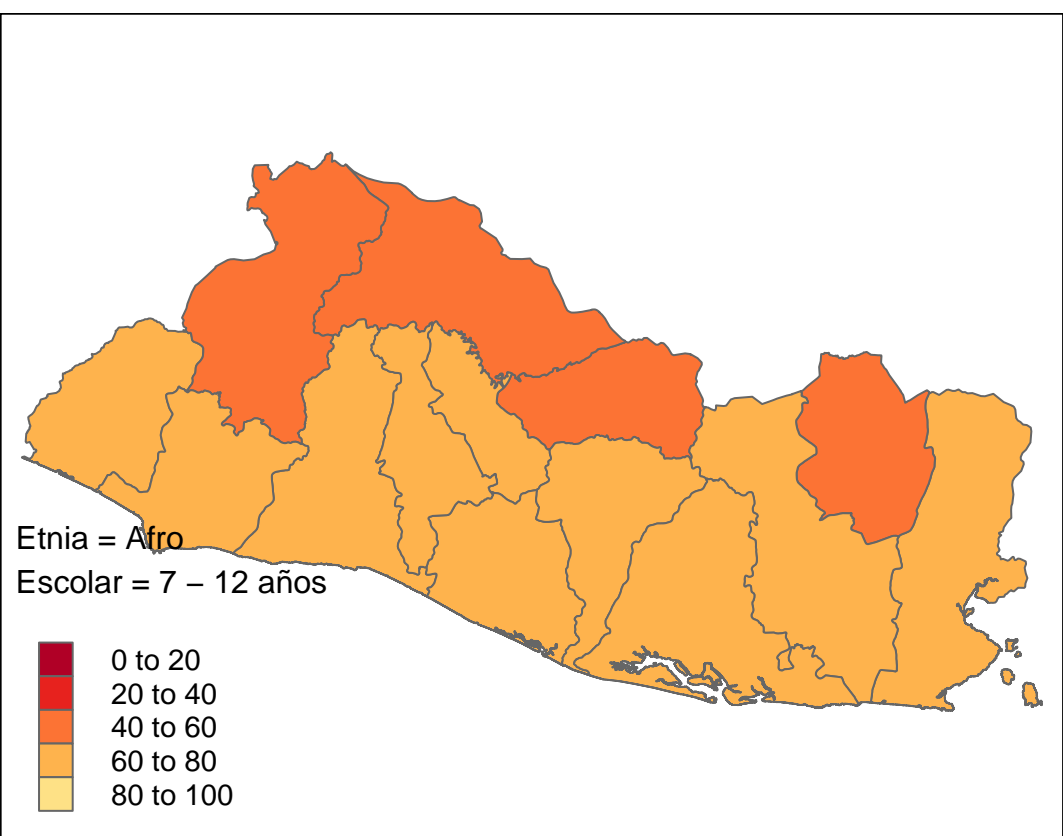 Etnia = Afro
Escolar = 7 – 12 años
0 to 20
20 to 40
40 to 60
60 to 80
80 to 100